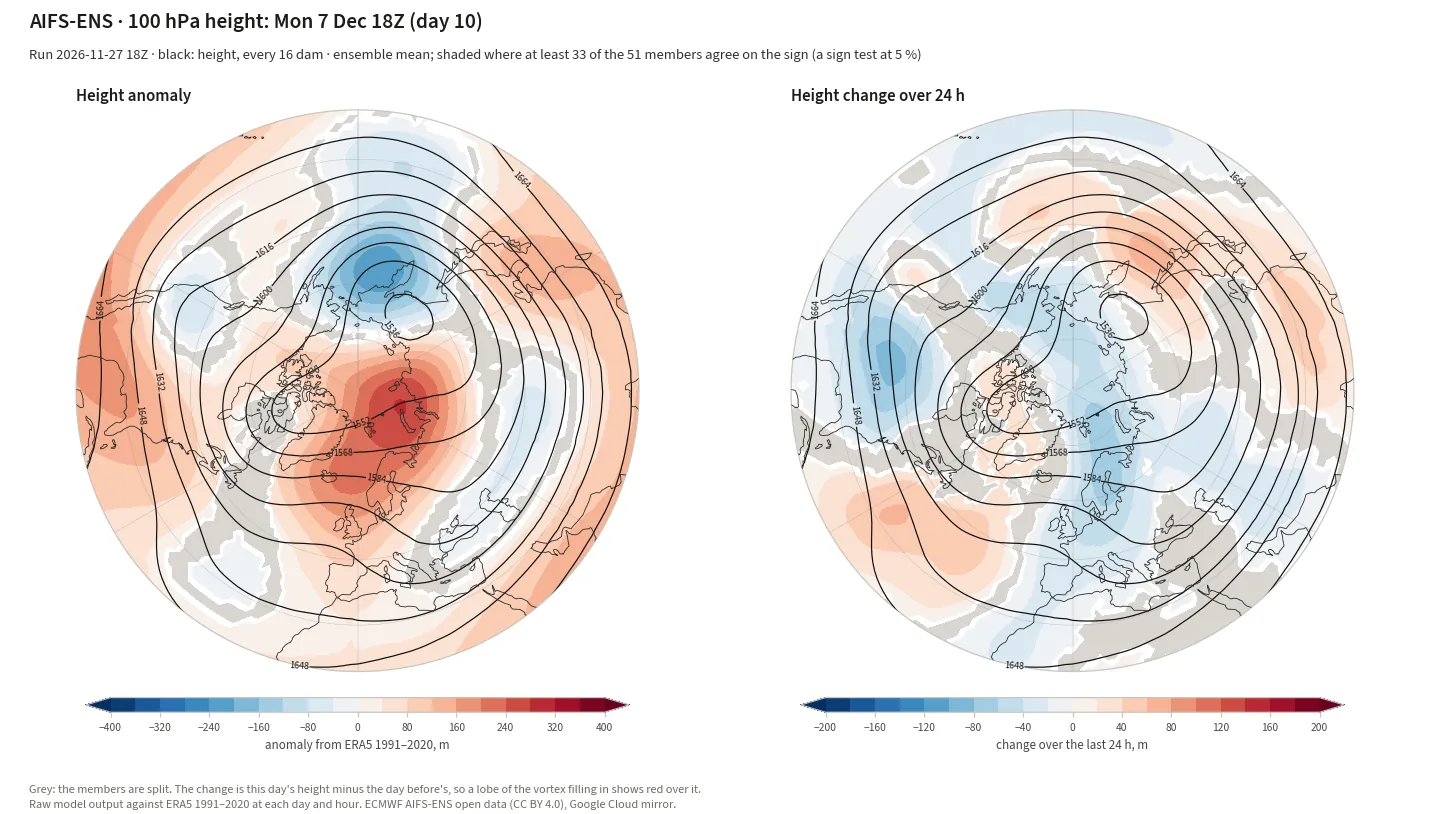 AIFS-ENS · 100 hPa height: Mon 7 Dec 18Z (day 10)
Run 2026-11-27 18Z · black: height, every 16 dam · ensemble mean; shaded where at least 33 of the 51 members agree on the sign (a sign test at 5 %)
Height anomaly
Height change over 24 h
1664
1616
1600
1664
1536
1632
1648
1568
1584
1648
1664
1616
1600
1664
1536
1632
1648
1568
1584
1648
−400 −320 −240 −160 −80 0 80 160 240 320 400
anomaly from ERA5 1991–2020, m
−200 −160 −120 −80 −40 0 40 80 120 160 200
change over the last 24 h, m
Grey: the members are split. The change is this day's height minus the day before's, so a lobe of the vortex filling in shows red over it.
Raw model output against ERA5 1991–2020 at each day and hour. ECMWF AIFS-ENS open data (CC BY 4.0), Google Cloud mirror.